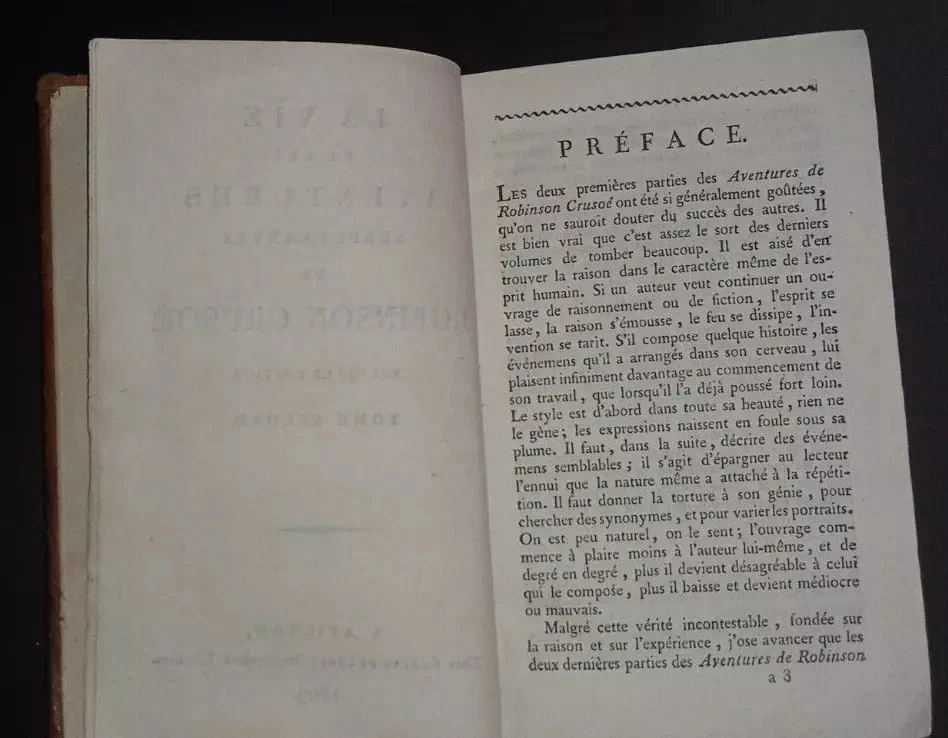 LA VIE
ET LES
AVENTURES
SURPRENANTES
DE
ROBINSON CRUSOÉ
TOME SECOND
A AVIGNON,
PRÉFACE.
LES deux premières parties des Aventures de
Robinson Crusoé ont été si généralement goûtées,
qu'on ne sauroit douter du succès des autres. Il
est bien vrai que c'est assez le sort des derniers
volumes de tomber beaucoup. Il est aisé d'en
trouver la raison dans le caractère même de l'es-
prit humain. Si un auteur veut continuer un ou-
vrage de raisonnement ou de fiction, l'esprit se
lasse, la raison s'émousse, le feu se dissipe, l'in-
vention se tarit. S'il compose quelque histoire, les
événemens qu'il a arrangés dans son cerveau, lui
plaisent infiniment davantage au commencement de
son travail, que lorsqu'il l'a déjà poussé fort loin.
Le style est d'abord dans toute sa beauté, rien ne
le gêne; les expressions naissent en foule sous sa
plume. Il faut, dans la suite, décrire des événe-
mens semblables; il s'agit d'épargner au lecteur
l'ennui que la nature même a attaché à la répéti-
tion. Il faut donner la torture à son génie, pour
chercher des synonymes, et pour varier les portraits.
On est peu naturel, on le sent; l'ouvrage com-
mence à plaire moins à l'auteur lui-même, et de
degré en degré, plus il devient désagréable à celui
qui le compose, plus il baisse et devient médiocre
ou mauvais.
Malgré cette vérité incontestable, fondée sur
la raison et sur l'expérience, j'ose avancer que les
deux dernières parties des Aventures de Robinson
a 3